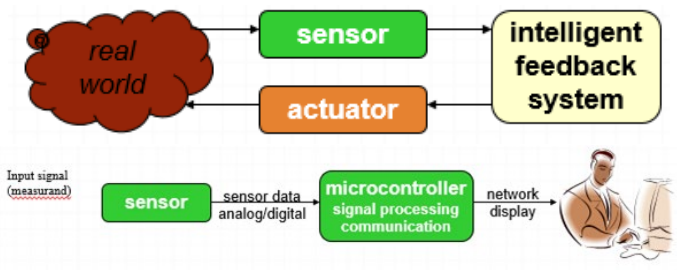 real
world
sensor
intelligent
feedback
system
actuator
Input signal
(measurand)
sensor
sensor data
analog/digital
microcontroller
signal processing
communication
network
display